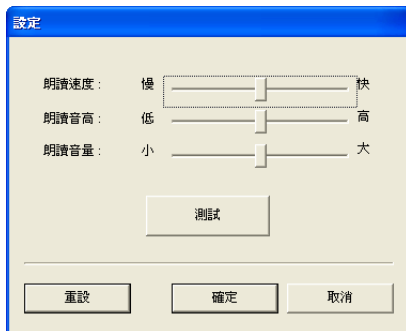 設定
朗讀速度： 慢 快
朗讀音高： 低 高
朗讀音量： 小 大
測試
重設 確定 取消